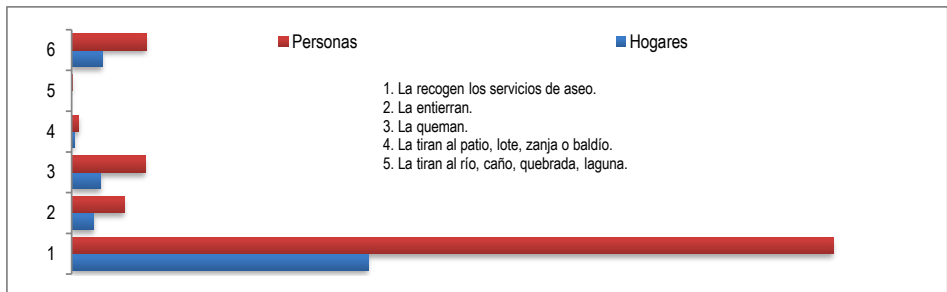 6
Personas
Hogares
5
1. La recogen los servicios de aseo.
2. La entierran.
4
3. La queman.
4. La tiran al patio, lote, zanja o baldío.
5. La tiran al río, caño, quebrada, laguna.
3
2
1